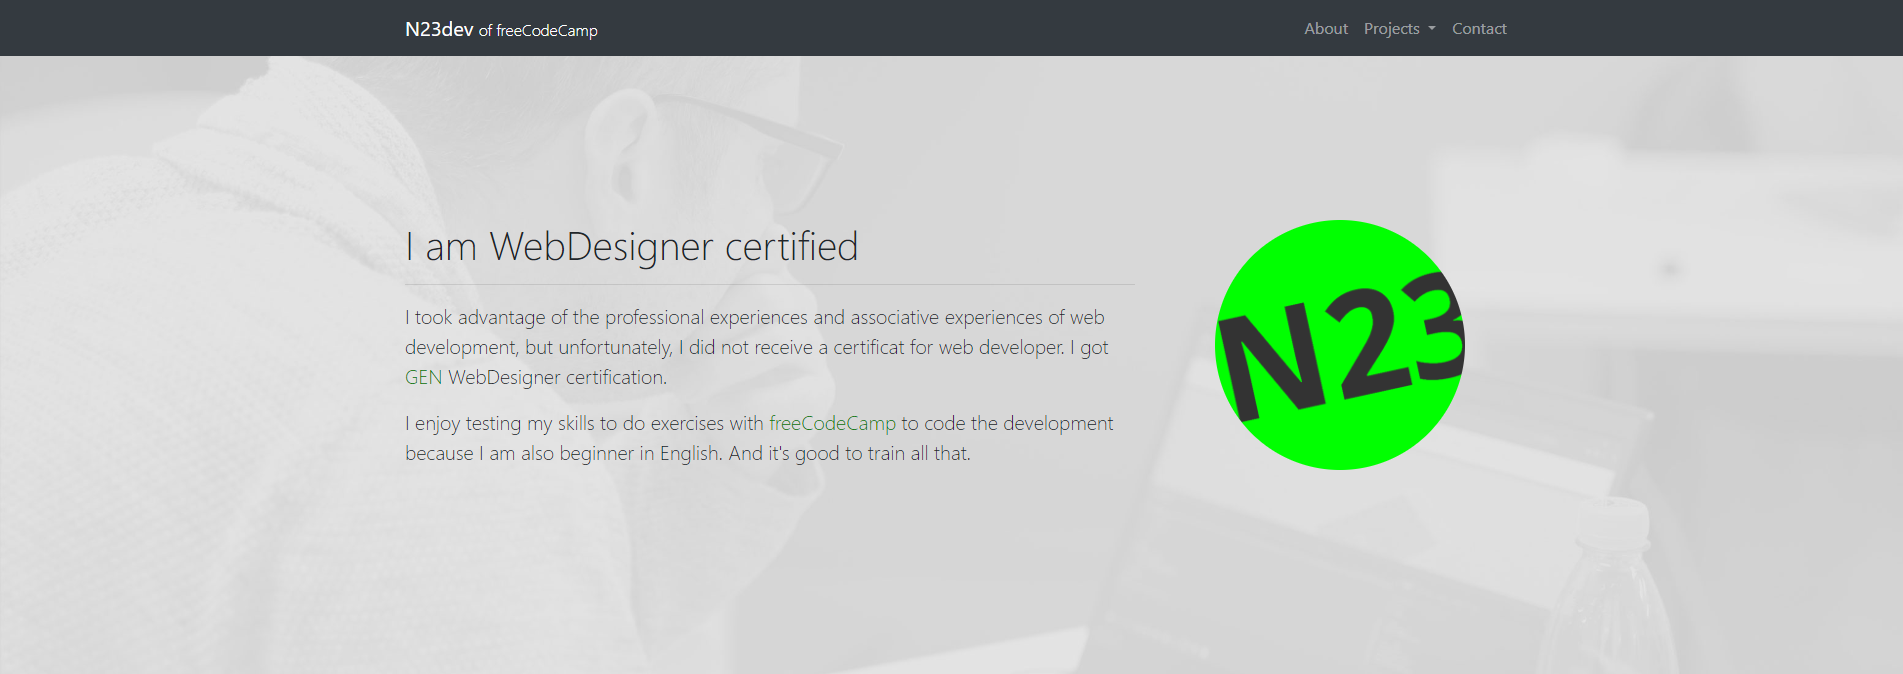 N23dev of freeCodeCamp
About Projects Contact
I am WebDesigner certified
I took advantage of the professional experiences and associative experiences of web
development, but unfortunately, I did not receive a certificat for web developer. I got
GEN WebDesigner certification.
I enjoy testing my skills to do exercises with freeCodeCamp to code the development
because I am also beginner in English. And it's good to train all that.
N23